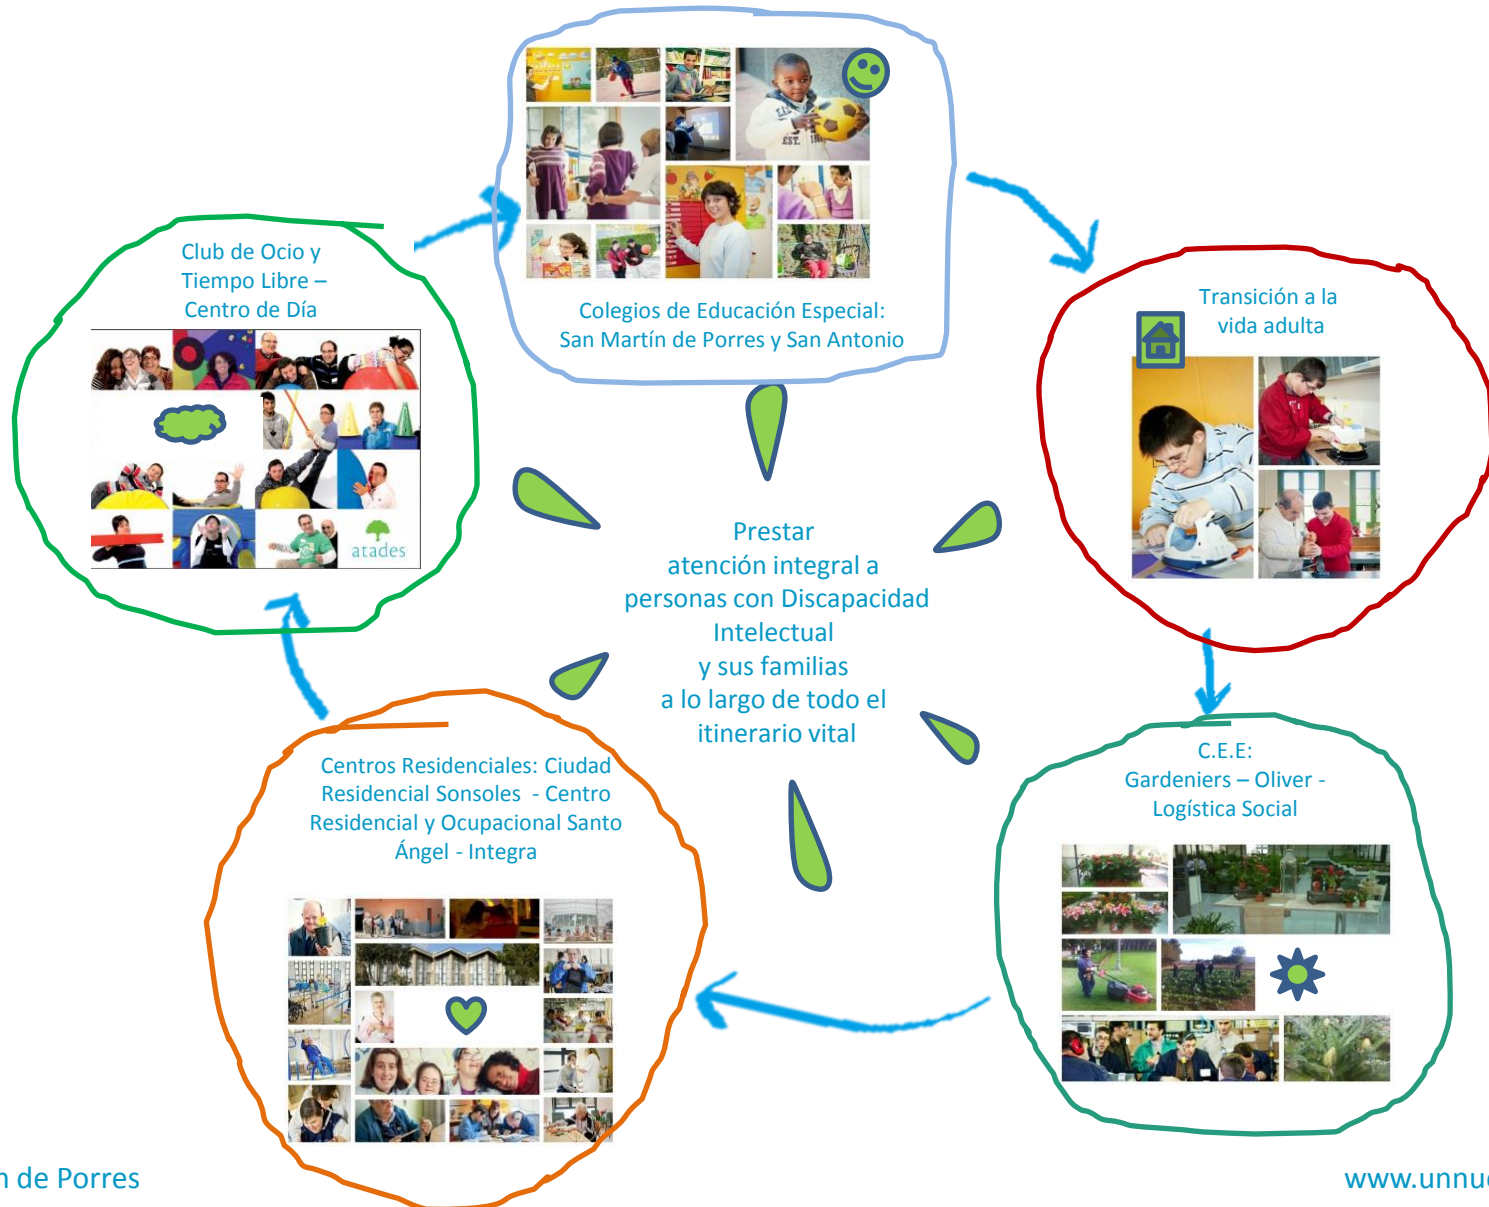 Colegios de Educación Especial:
San Martín de Porres y San Antonio
Club de Ocio y
Tiempo Libre –
Centro de Día
atades
Transición a la
vida adulta
Prestar
atención integral a
personas con Discapacidad
Intelectual
y sus familias
a lo largo de todo el
itinerario vital
Centros Residenciales: Ciudad
Residencial Sonsoles - Centro
Residencial y Ocupacional Santo
Ángel - Integra
C.E.E:
Gardeniers – Oliver -
Logística Social
de Porres